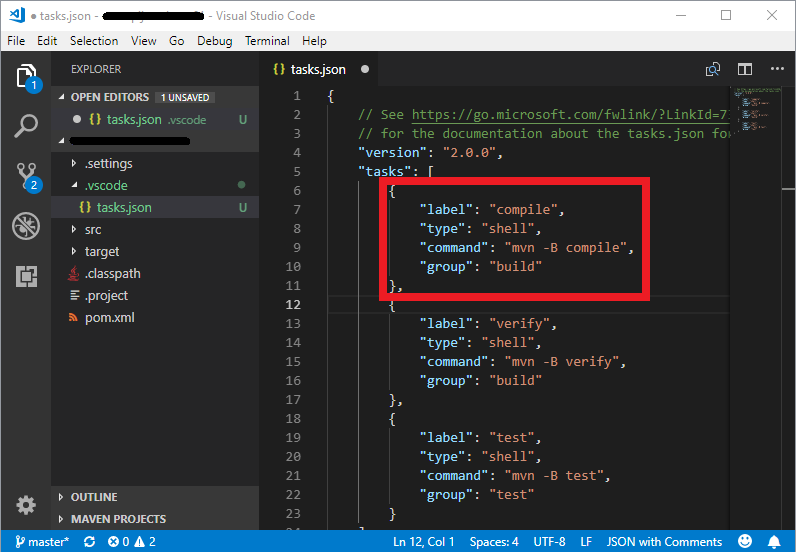 ● tasks.json - - Visual Studio Code
File Edit Selection View Go Debug Terminal Help
EXPLORER
OPEN EDITORS 1 UNSAVED
● {} tasks.json .vscode U
.settings
.vscode
{} tasks.json U
src
target
.classpath
.project
pom.xml
OUTLINE
MAVEN PROJECTS
1
2
{} tasks.json ●
1 {
2 // See https://go.microsoft.com/fwlink/?LinkId=7
3 // for the documentation about the tasks.json for
4 "version": "2.0.0",
5 "tasks": [
6 {
7 "label": "compile",
8 "type": "shell",
9 "command": "mvn -B compile",
10 "group": "build"
11 },
12 {
13 "label": "verify",
14 "type": "shell",
15 "command": "mvn -B verify",
16 "group": "build"
17 },
18 {
19 "label": "test",
20 "type": "shell",
21 "command": "mvn -B test",
22 "group": "test"
23 }
24
master* 0 2 Ln 12, Col 1 Spaces: 4 UTF-8 LF JSON with Comments